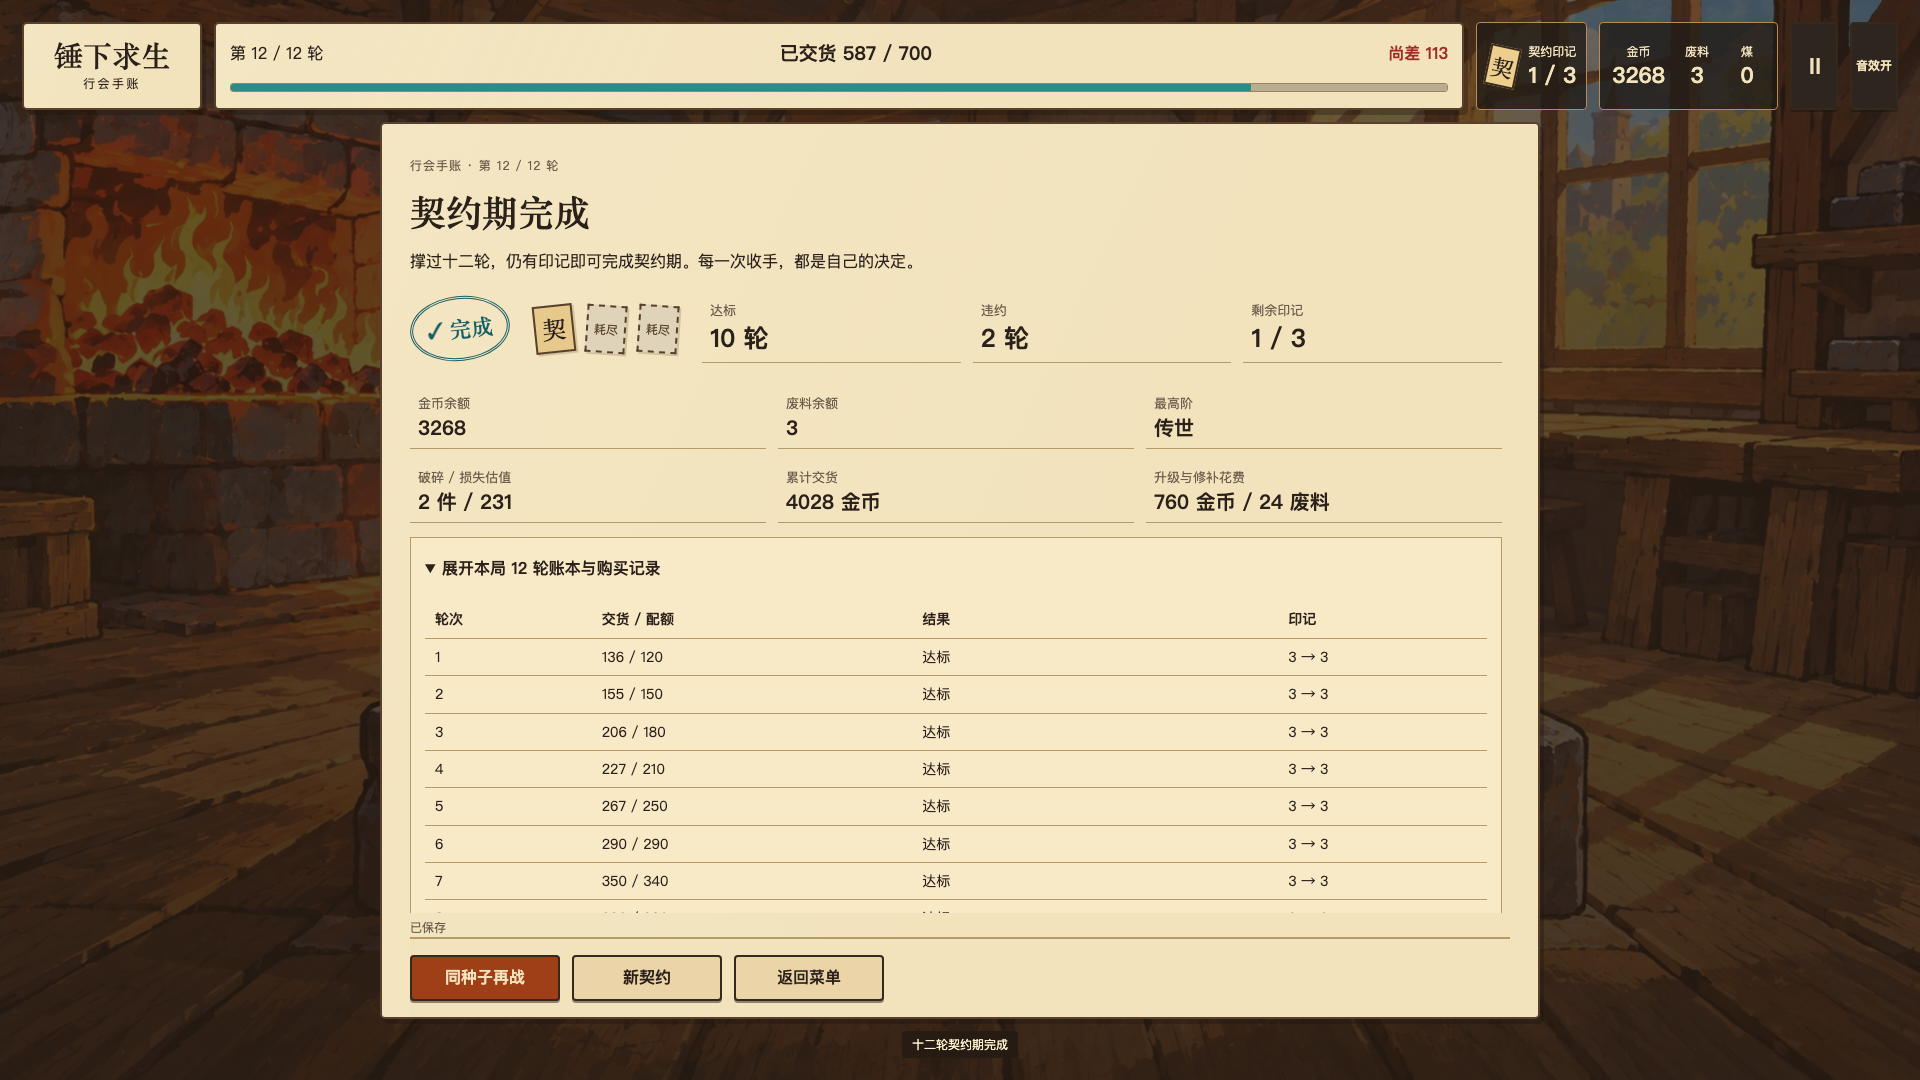 锤下求生
行会手账
第 12 / 12 轮
已交货 587 / 700
尚差 113
契
契约印记
1 / 3
金币
3268
废料
3
煤
0
音效开
行会手账 · 第 12 / 12 轮
契约期完成
撑过十二轮，仍有印记即可完成契约期。每一次收手，都是自己的决定。
✓ 完成
契
耗尽
耗尽
达标
10 轮
违约
2 轮
剩余印记
1 / 3
金币余额
3268
废料余额
3
最高阶
传世
破碎 / 损失估值
2 件 / 231
累计交货
4028 金币
升级与修补花费
760 金币 / 24 废料
▼ 展开本局 12 轮账本与购买记录
轮次 交货 / 配额 结果 印记
1 136 / 120 达标 3 → 3
2 155 / 150 达标 3 → 3
3 206 / 180 达标 3 → 3
4 227 / 210 达标 3 → 3
5 267 / 250 达标 3 → 3
6 290 / 290 达标 3 → 3
7 350 / 340 达标 3 → 3
已保存
同种子再战
新契约
返回菜单
十二轮契约期完成